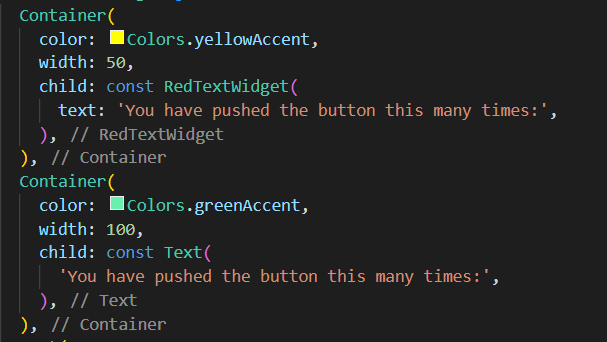 Container(
color: Colors.yellowAccent,
width: 50,
child: const RedTextWidget(
text: 'You have pushed the button this many times:',
), // RedTextWidget
), // Container
Container(
color: Colors.greenAccent,
width: 100,
child: const Text(
'You have pushed the button this many times:',
), // Text
), // Container